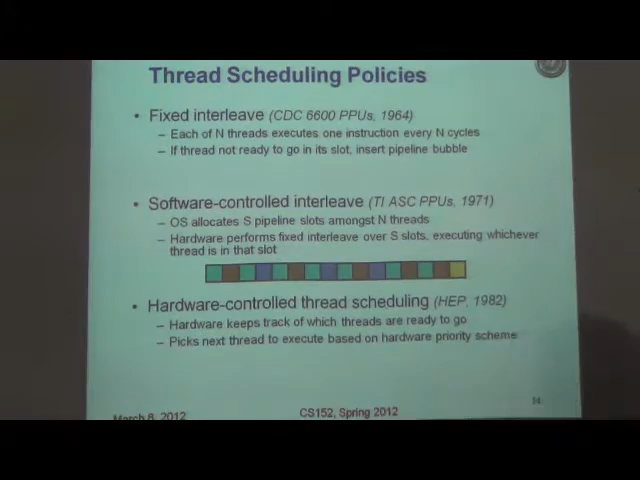 Thread Scheduling Policies
• Fixed interleave (CDC 6600 PPUs, 1964)
– Each of N threads executes one instruction every N cycles
– If thread not ready to go in its slot, insert pipeline bubble
• Software-controlled interleave (TI ASC PPUs, 1971)
– OS allocates S pipeline slots amongst N threads
– Hardware performs fixed interleave over S slots, executing whichever
thread is in that slot
• Hardware-controlled thread scheduling (HEP, 1982)
– Hardware keeps track of which threads are ready to go
– Picks next thread to execute based on hardware priority scheme
March 8, 2012
CS152, Spring 2012